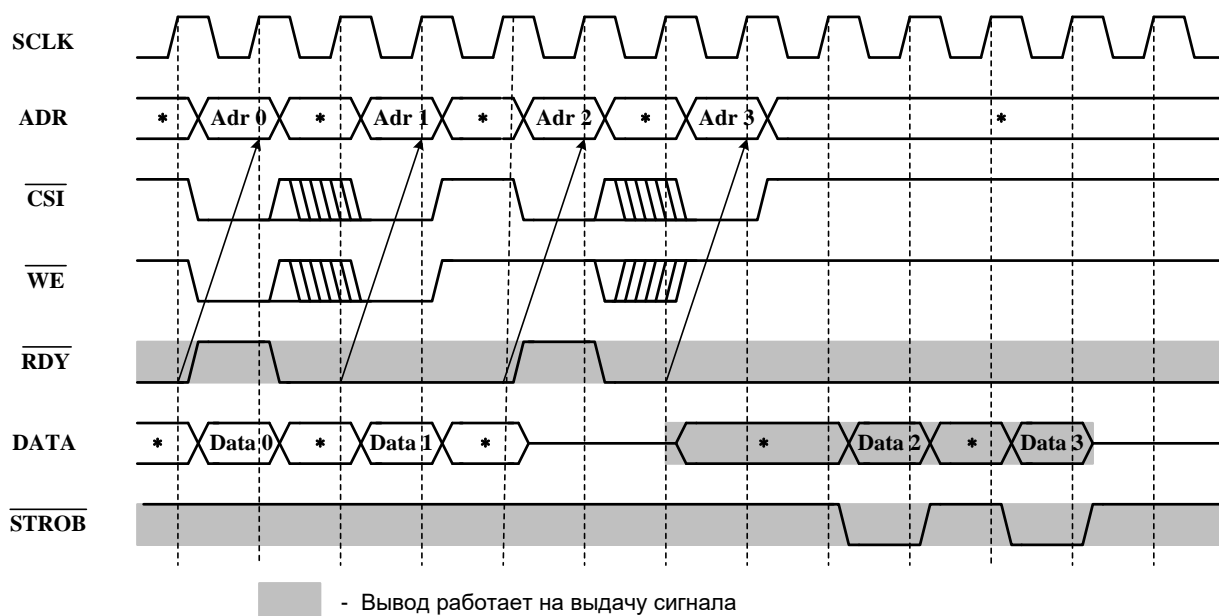 SCLK
ADR * Adr 0 * Adr 1 * Adr 2 * Adr 3 *
CSI
WE
RDY
DATA * Data 0 * Data 1 * * Data 2 * Data 3
STROB
- Вывод работает на выдачу сигнала